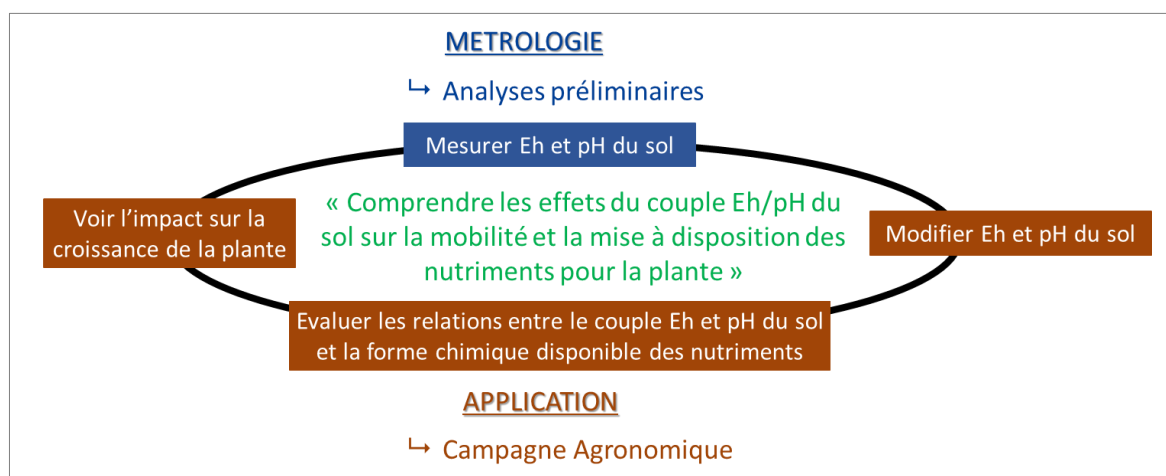 METROLOGIE
↳ Analyses préliminaires
Mesurer Eh et pH du sol
Voir l'impact sur la
croissance de la plante
« Comprendre les effets du couple Eh/pH du
sol sur la mobilité et la mise à disposition des
nutriments pour la plante »
Modifier Eh et pH du sol
Evaluer les relations entre le couple Eh et pH du sol
et la forme chimique disponible des nutriments
APPLICATION
↳ Campagne Agronomique